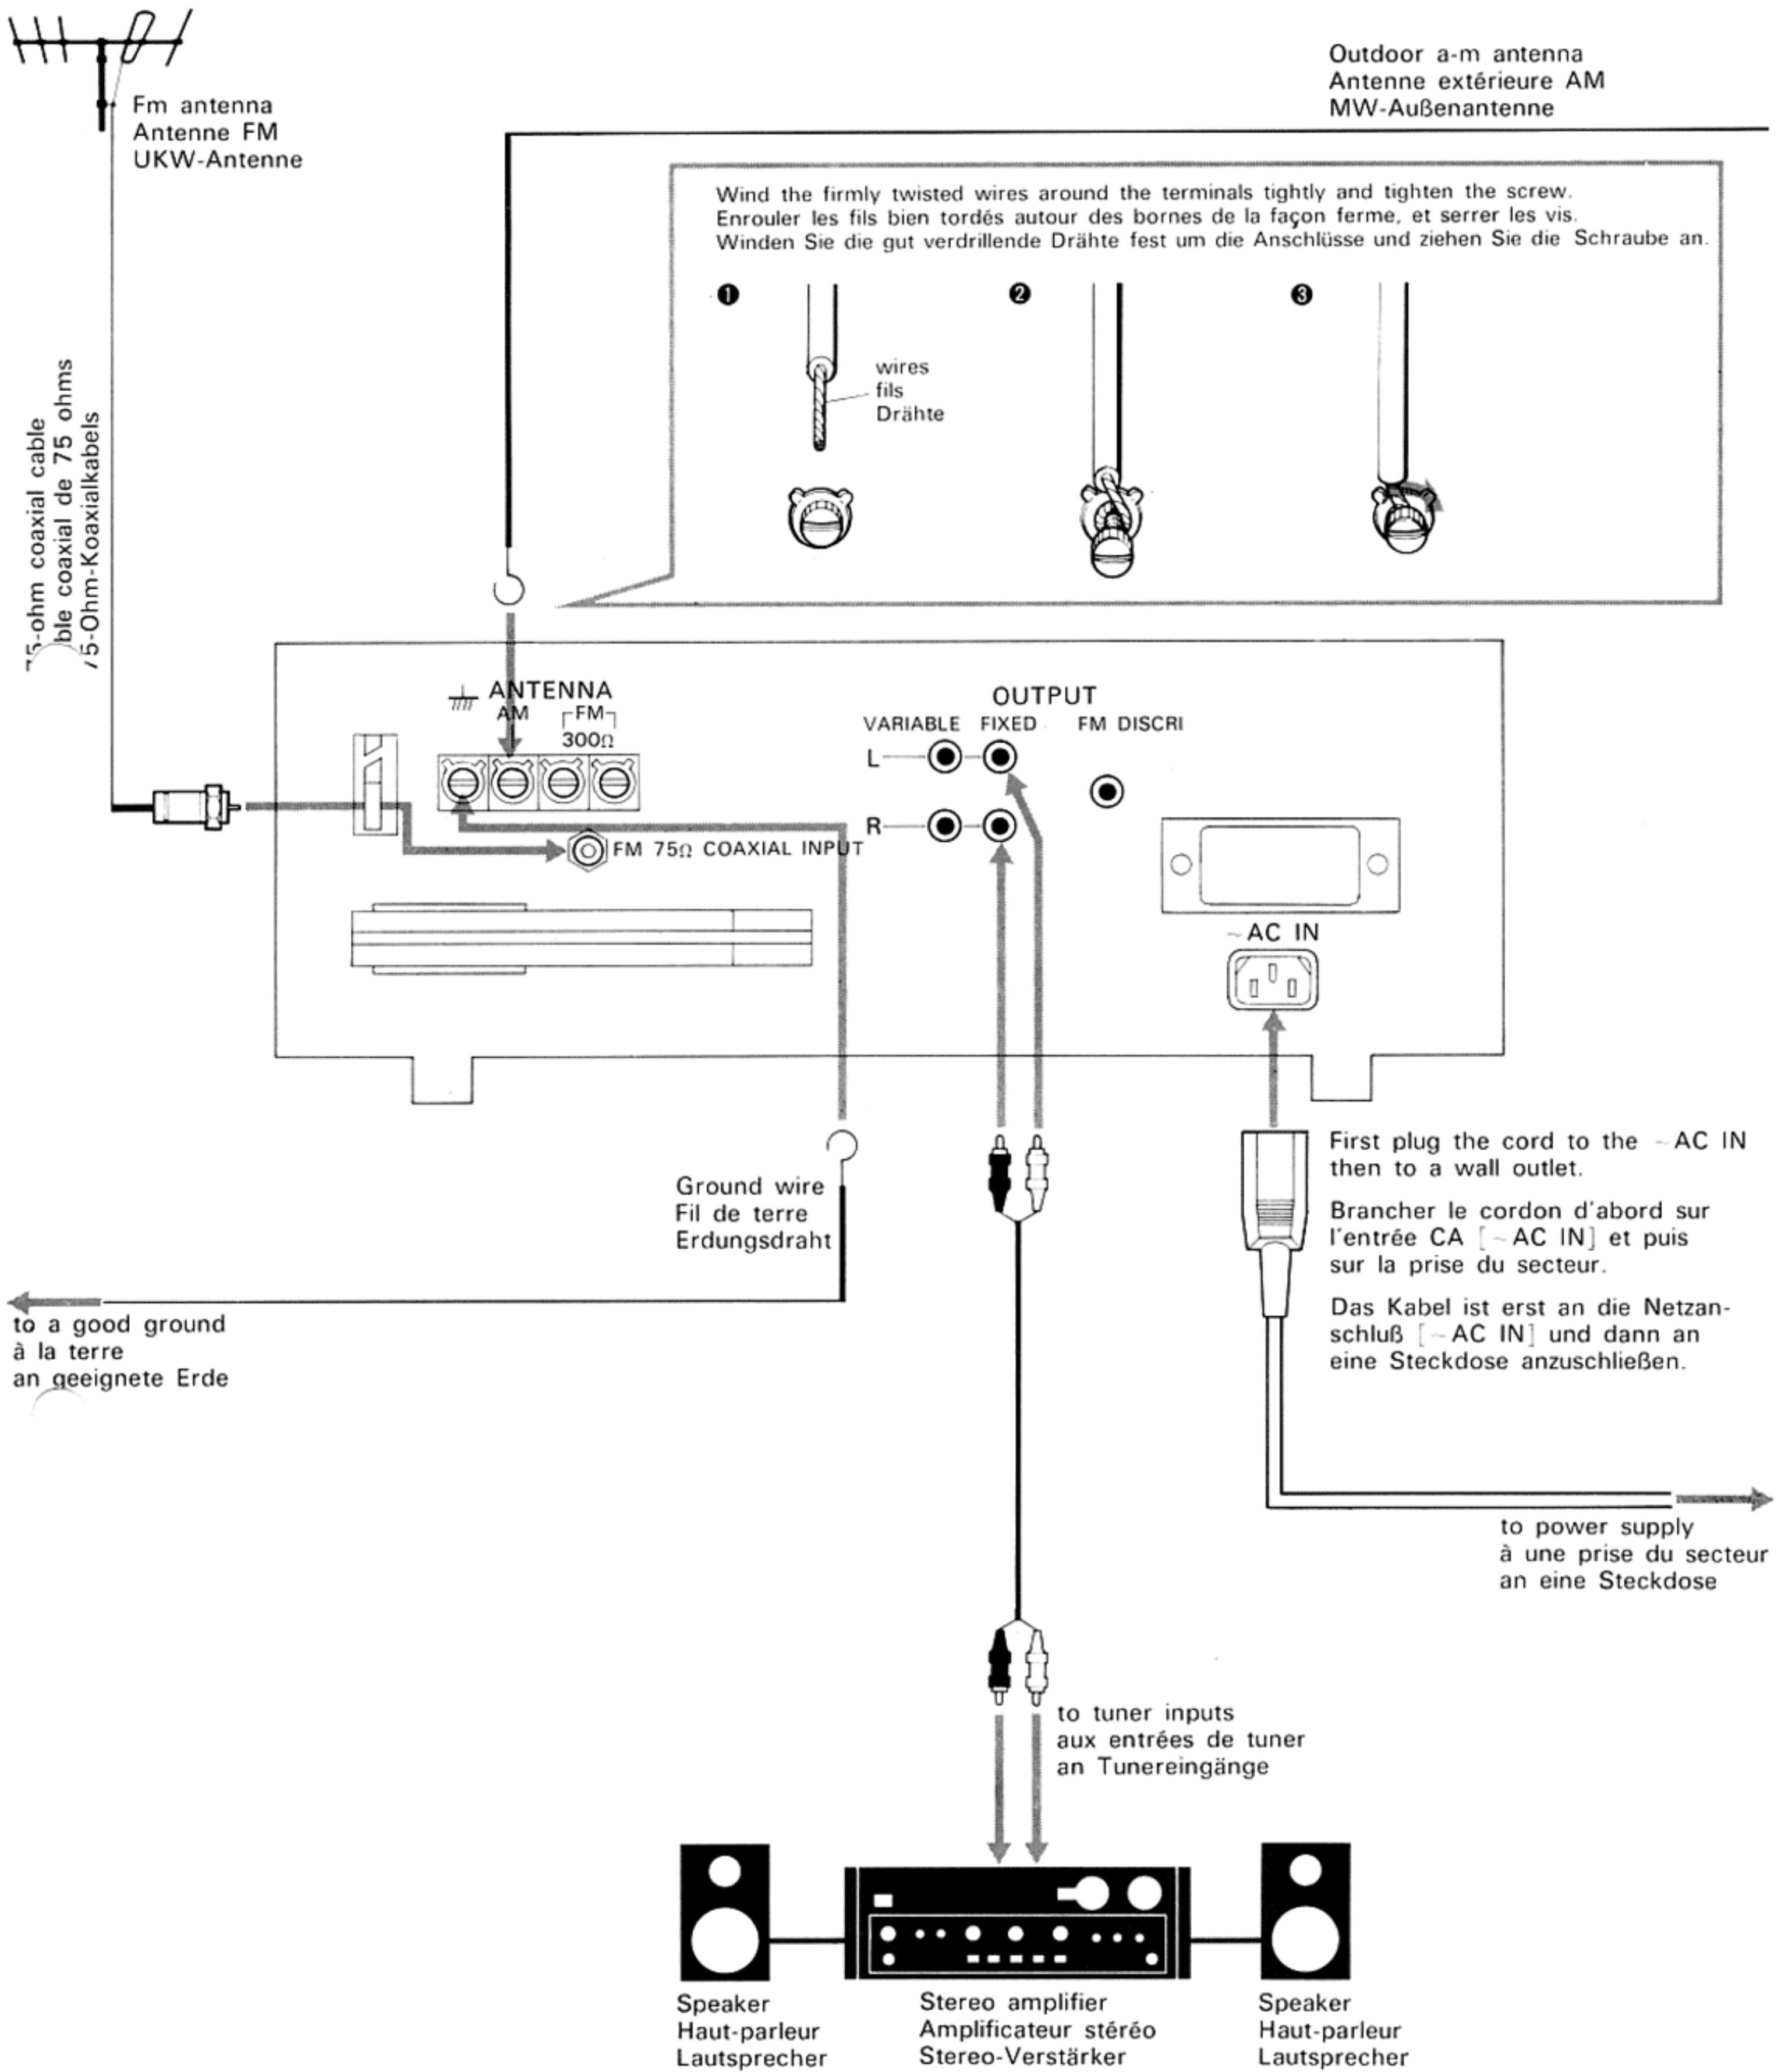 Fm antenna
Antenne FM
UKW-Antenne
Outdoor a-m antenna
Antenne extérieure AM
MW-Außenantenne
Wind the firmly twisted wires around the terminals tightly and tighten the screw.
Enrouler les fils bien tordés autour des bornes de la façon ferme, et serrer les vis.
Winden Sie die gut verdrillende Drähte fest um die Anschlüsse und ziehen Sie die Schraube an.
1
2
3
wires
fils
Drähte
75-ohm coaxial cable
ble coaxial de 75 ohms
75-Ohm-Koaxialkabels
ANTENNA
AM
FM
300Ω
FM 75Ω COAXIAL INPUT
OUTPUT
VARIABLE FIXED FM DISCRI
L
R
~ AC IN
Ground wire
Fil de terre
Erdungsdraht
to a good ground
à la terre
an geeignete Erde
First plug the cord to the ~ AC IN
then to a wall outlet.
Brancher le cordon d'abord sur
l'entrée CA [~ AC IN] et puis
sur la prise du secteur.
Das Kabel ist erst an die Netzan-
schluß [~ AC IN] und dann an
eine Steckdose anzuschließen.
to power supply
à une prise du secteur
an eine Steckdose
to tuner inputs
aux entrées de tuner
an Tunereingänge
Speaker
Haut-parleur
Lautsprecher
Stereo amplifier
Amplificateur stéréo
Stereo-Verstärker
Speaker
Haut-parleur
Lautsprecher